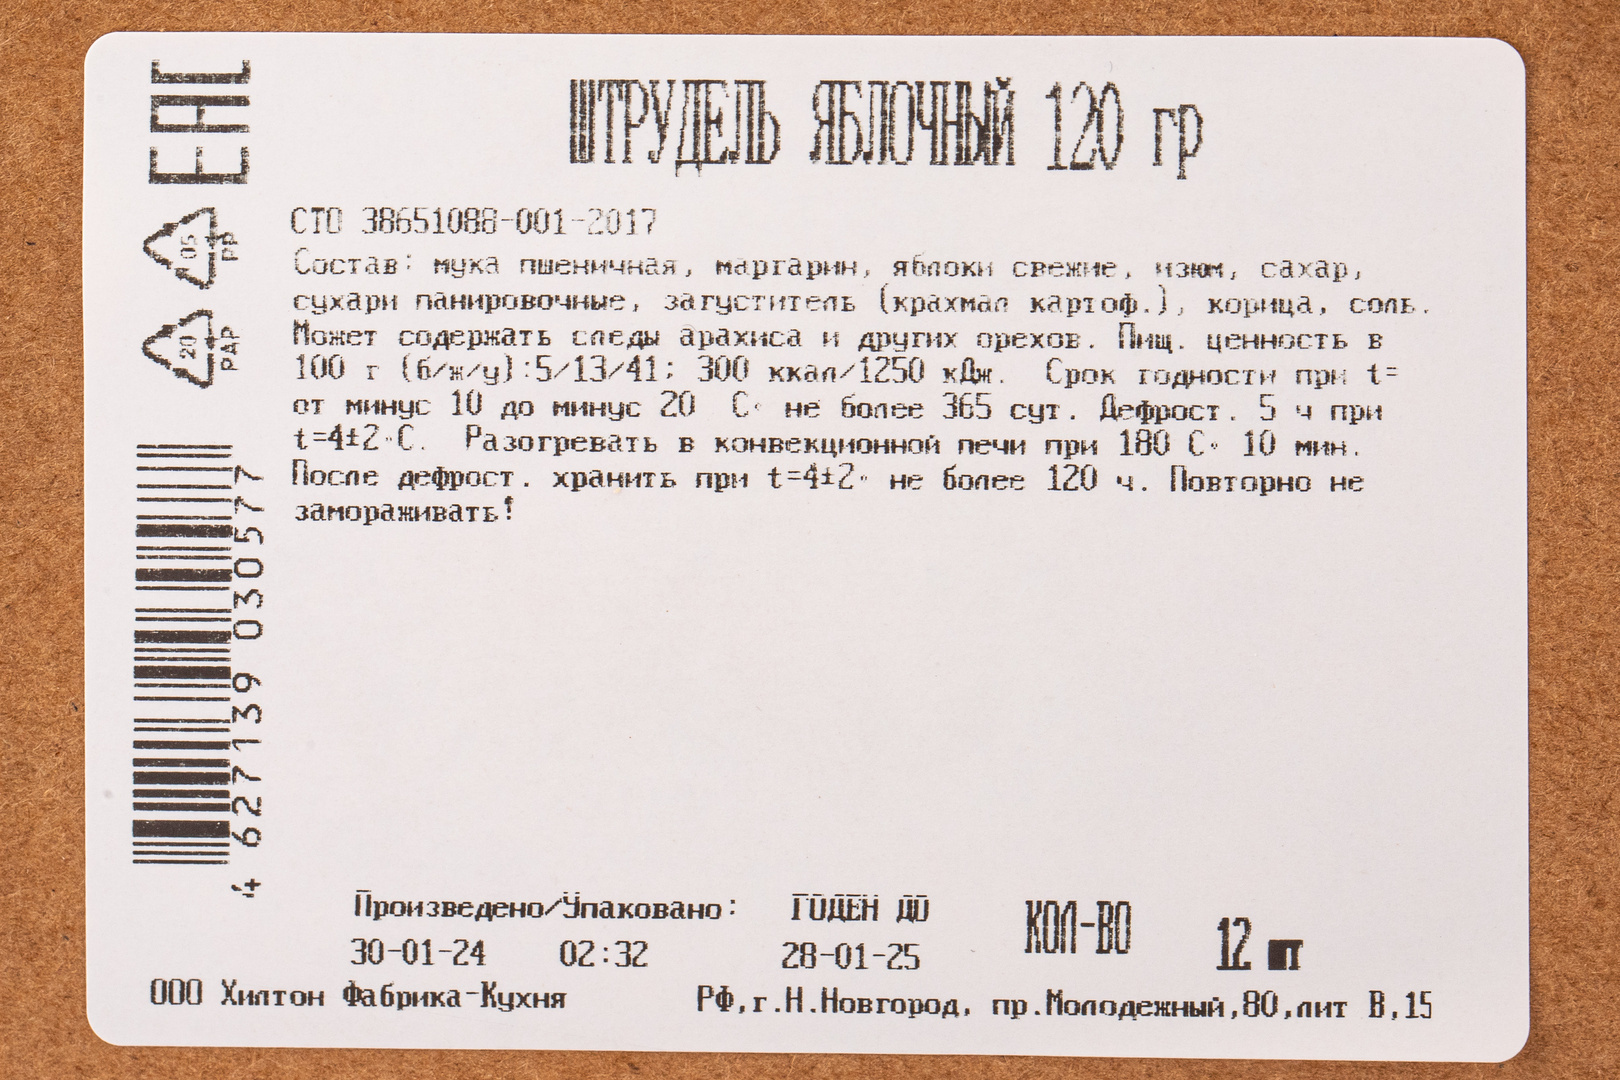 EAC
ШТРУДЕЛЬ ЯБЛОЧНЫЙ 120 гр
05
PP
20
PAP
СТО 38651088-001-2017
Состав: мука пшеничная, маргарин, яблоки свежие, изюм, сахар,
сухари панировочные, загуститель (крахмал картоф.), корица, соль.
Может содержать следы арахиса и других орехов. Пищ. ценность в
100 г (б/ж/у):5/13/41; 300 ккал/1250 кДж. Срок годности при t=
от минус 10 до минус 20 С° не более 365 сут. Дефрост. 5 ч при
t=4±2°С. Разогревать в конвекционной печи при 180 С° 10 мин.
После дефрост. хранить при t=4±2° не более 120 ч. Повторно не
замораживать!
4 627139 030577
Произведено/Упаковано: ГОДЕН ДО
КОЛ-ВО 12 шт
30-01-24 02:32 28-01-25
ООО Хилтон Фабрика-Кухня РФ,г.Н.Новгород, пр.Молодежный,80,лит В,15